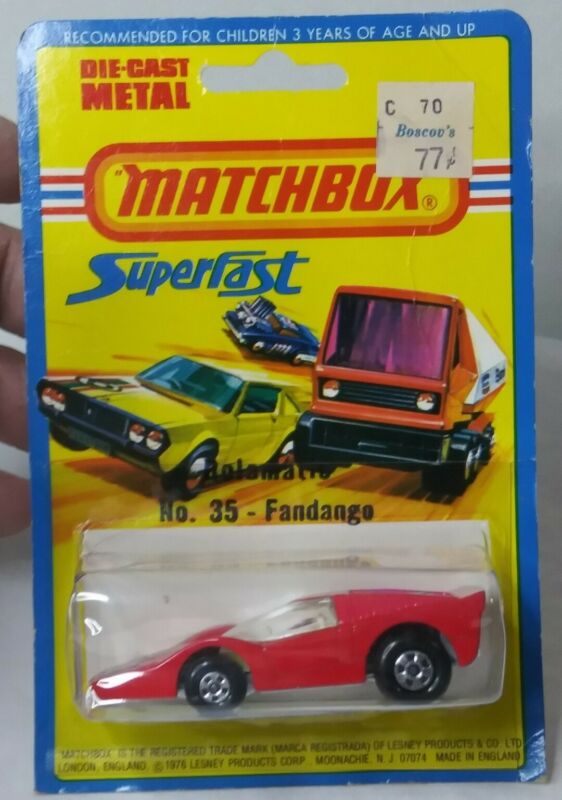 RECOMMENDED FOR CHILDREN 3 YEARS OF AGE AND UP
DIE-CAST
METAL
C 70
Boscov's
77¢
"MATCHBOX"®
Superfast
Rolamatic
No. 35 - Fandango
"MATCHBOX" IS THE REGISTERED TRADE MARK (MARCA REGISTRADA) OF LESNEY PRODUCTS & CO. LTD
LONDON, ENGLAND. © 1976 LESNEY PRODUCTS CORP., MOONACHIE, N.J. 07074 MADE IN ENGLAND